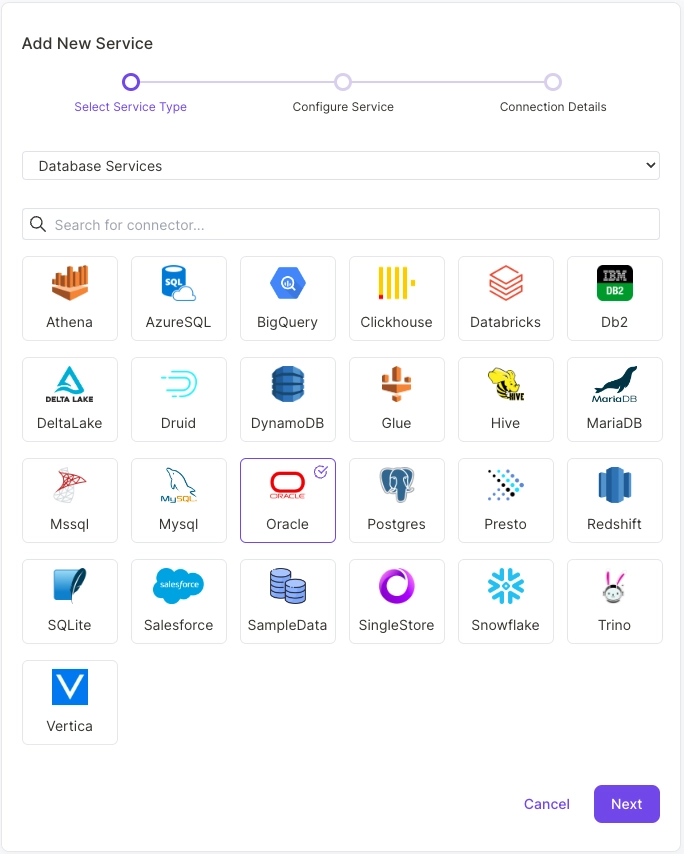 Add New Service
Select Service Type Configure Service Connection Details
Database Services
Search for connector...
SQL
IBM
DB2
Athena AzureSQL BigQuery Clickhouse Databricks Db2
DELTA LAKE
HIVE
MariaDB
DeltaLake Druid DynamoDB Glue Hive MariaDB
MySQL
ORACLE
Mssql Mysql Oracle Postgres Presto Redshift
salesforce
SQLite Salesforce SampleData SingleStore Snowflake Trino
Vertica
Cancel Next